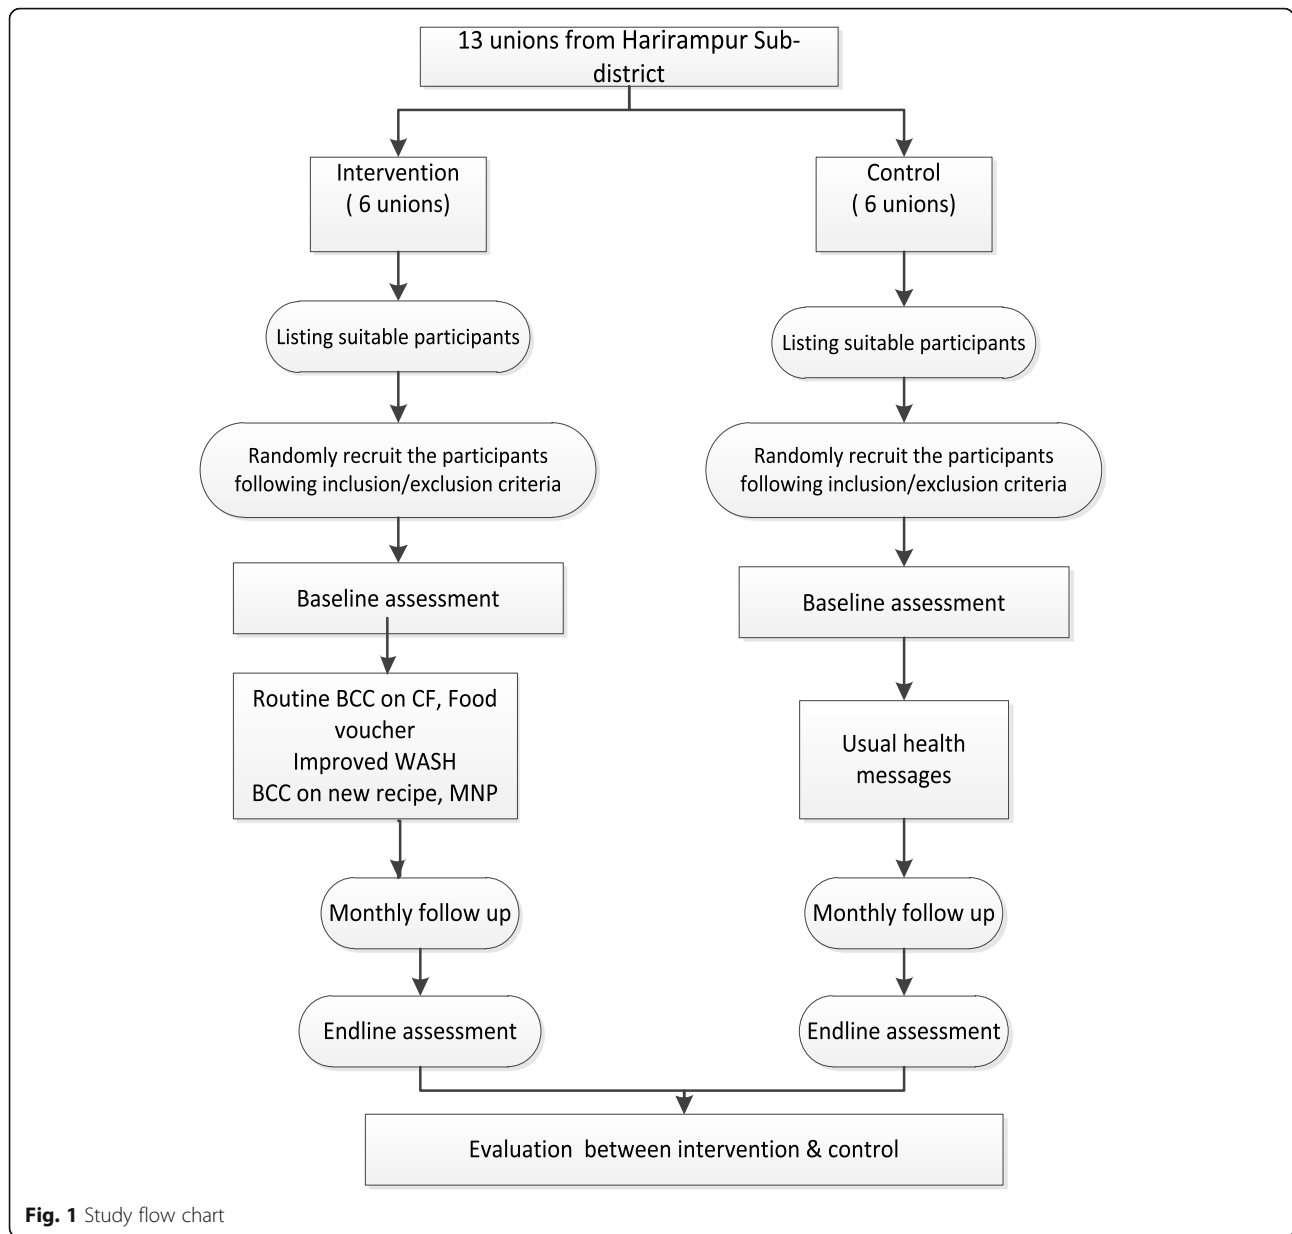 13 unions from Harirampur Sub-
district
Intervention
( 6 unions)
Control
( 6 unions)
Listing suitable participants
Listing suitable participants
Randomly recruit the participants
following inclusion/exclusion criteria
Randomly recruit the participants
following inclusion/exclusion criteria
Baseline assessment
Baseline assessment
Routine BCC on CF, Food
voucher
Improved WASH
BCC on new recipe, MNP
Usual health
messages
Monthly follow up
Monthly follow up
Endline assessment
Endline assessment
Evaluation between intervention & control
Fig. 1 Study flow chart